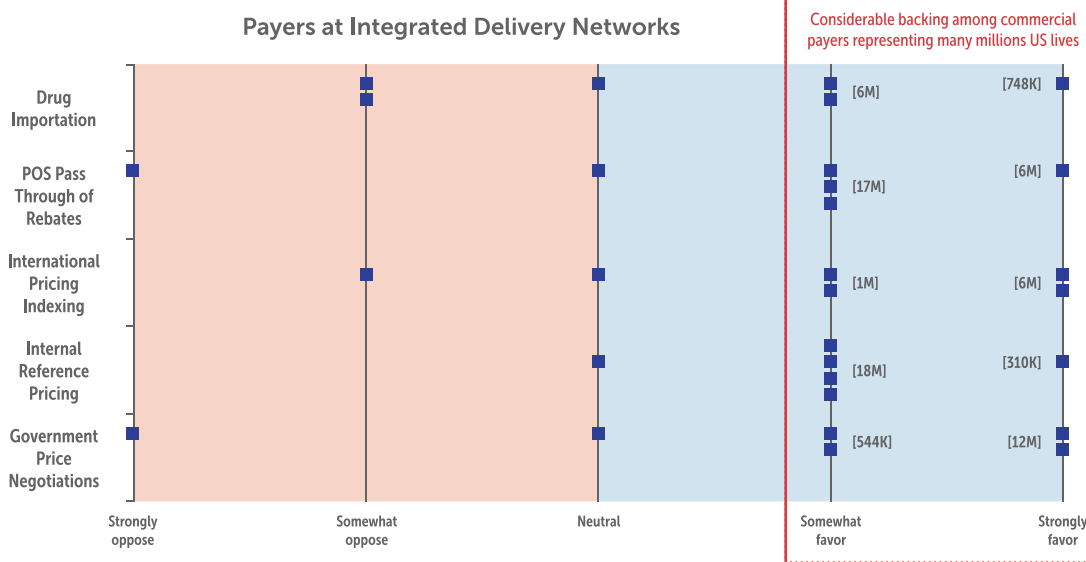 Payers at Integrated Delivery Networks
Considerable backing among commercial
payers representing many millions US lives
Drug
Importation
[6M]
[748K]
POS Pass
Through of
Rebates
[17M]
[6M]
International
Pricing
Indexing
[1M]
[6M]
Internal
Reference
Pricing
[18M]
[310K]
Government
Price
Negotiations
[544K]
[12M]
Strongly
oppose
Somewhat
oppose
Neutral
Somewhat
favor
Strongly
favor